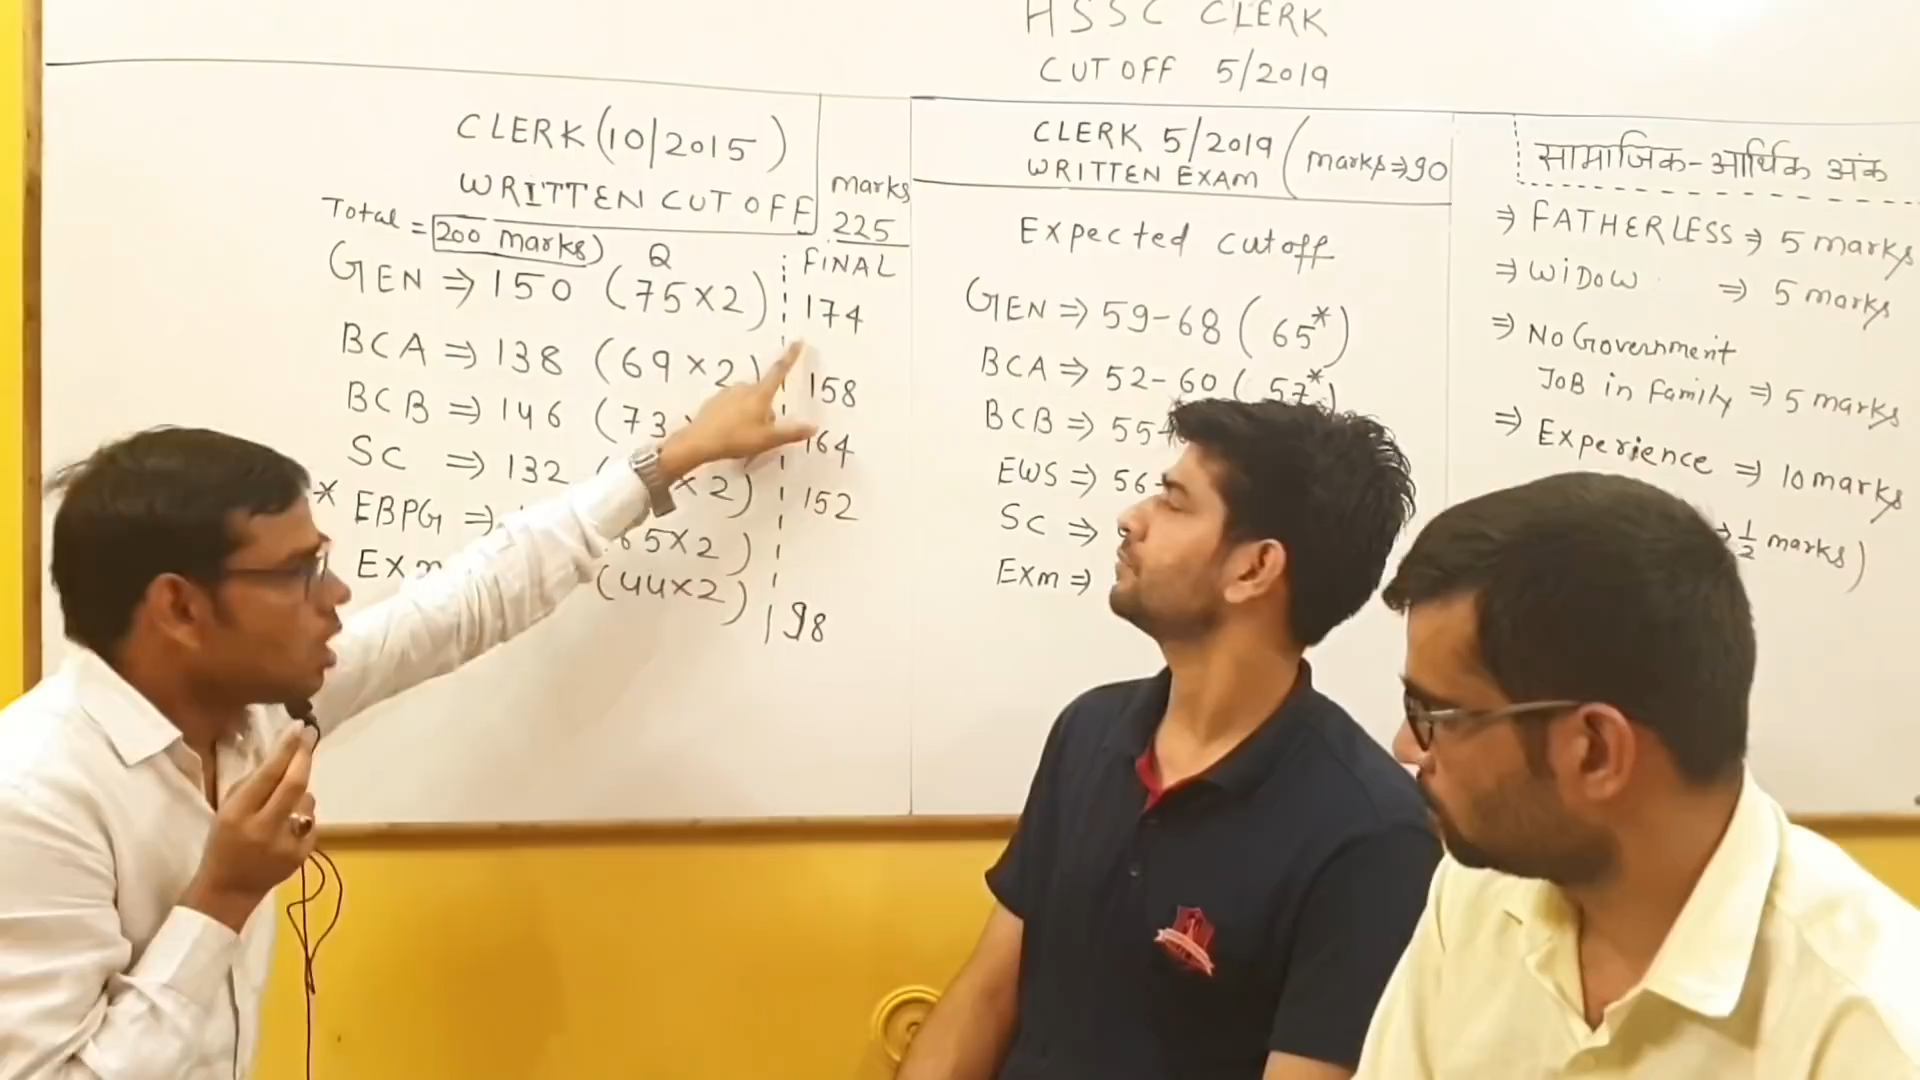 HSSC CLERK
CUT OFF 5/2019
CLERK (10/2015)
WRITTEN CUT OFF
marks
225
Total = 200 marks) Q
FINAL
GEN ⇒ 150 (75×2) 174
BCA ⇒ 138 (69×2) 158
BCB ⇒ 146 (73 164
SC ⇒ 132 ×2) 152
* EBPG ⇒ 65×2)
EXm (44×2) 98
CLERK 5/2019 (marks⇒90
WRITTEN EXAM
Expected cutoff
GEN ⇒ 59-68 (65*)
BCA ⇒ 52-60 (57*)
BCB ⇒ 55-
EWS ⇒ 56-
SC ⇒
EXm ⇒
सामाजिक-आर्थिक अंक
⇒ FATHERLESS ⇒ 5 marks
⇒ WiDOW ⇒ 5 marks
⇒ No Government
JoB in family ⇒ 5 marks
⇒ Experience ⇒ 10 marks
⇒ 1/2 marks)